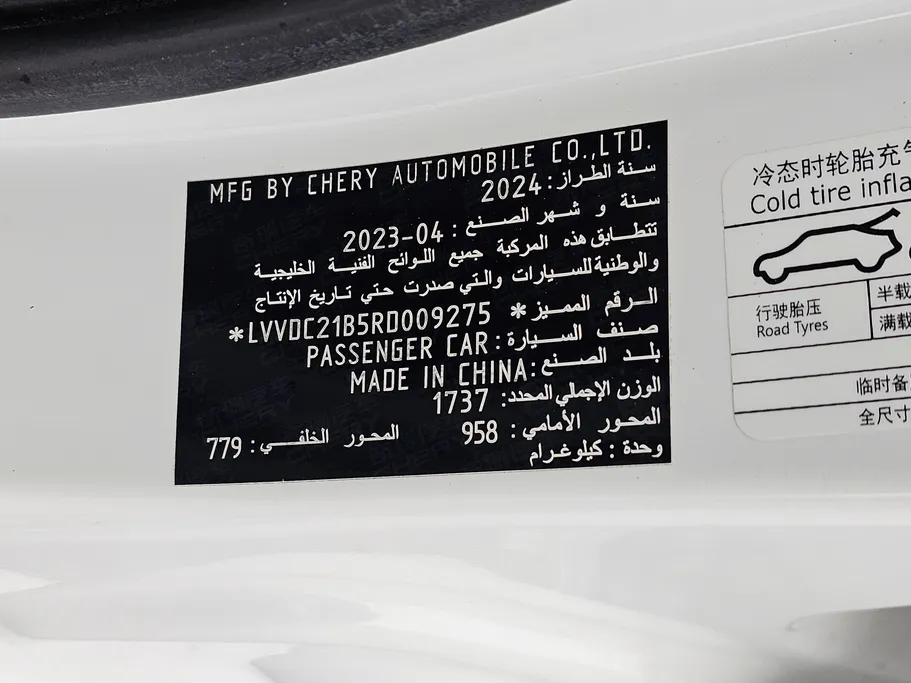 MFG BY CHERY AUTOMOBILE CO.,LTD.
سنة الطراز: 2024
سنة و شهر الصنع: 2023-04
تتطابق هذه المركبة جميع اللوائح الفنية الخليجية
والوطنية للسيارات والتي صدرت حتي تاريخ الإنتاج
الرقم المميز: *LVVDC21B5RD009275*
صنف السيارة: PASSENGER CAR
بلد الصنع: MADE IN CHINA
الوزن الإجمالي المحدد: 1737
المحور الأمامي: 958 المحور الخلفي: 779
وحدة: كيلوغرام
冷态时轮胎充气
Cold tire infla
行驶胎压
Road Tyres
半载
满载
临时备
全尺寸